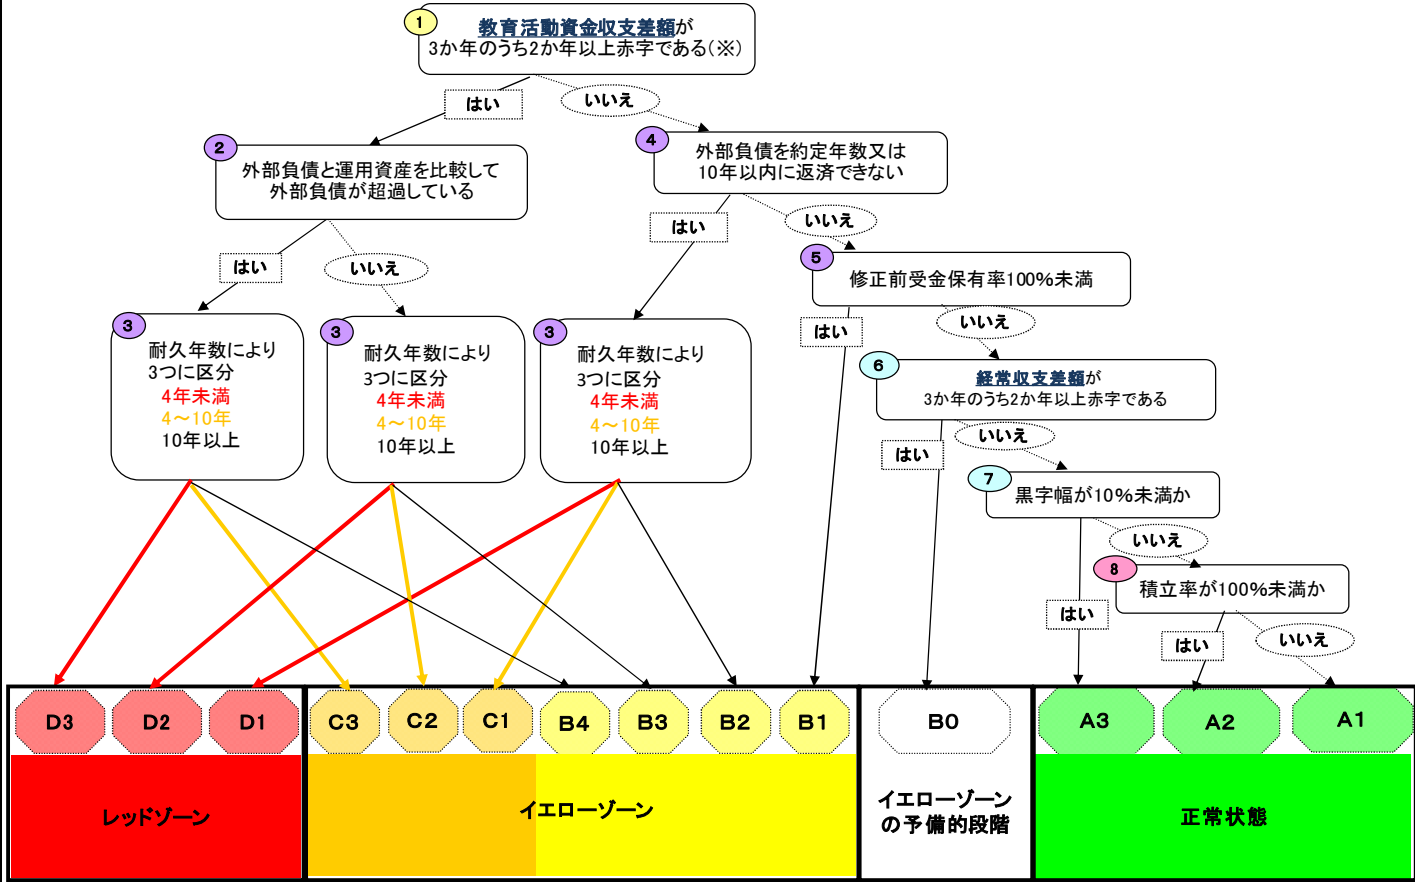 1
教育活動資金収支差額が
3か年のうち2か年以上赤字である(※)
はい
いいえ
2
外部負債と運用資産を比較して
外部負債が超過している
4
外部負債を約定年数又は
10年以内に返済できない
はい
いいえ
はい
いいえ
5
修正前受金保有率100%未満
はい
いいえ
3
耐久年数により
3つに区分
4年未満
4～10年
10年以上
3
耐久年数により
3つに区分
4年未満
4～10年
10年以上
3
耐久年数により
3つに区分
4年未満
4～10年
10年以上
6
経常収支差額が
3か年のうち2か年以上赤字である
はい
いいえ
7
黒字幅が10%未満か
はい
いいえ
8
積立率が100%未満か
はい
いいえ
D3
D2
D1
C3
C2
C1
B4
B3
B2
B1
B0
A3
A2
A1
レッドゾーン
イエローゾーン
イエローゾーン
の予備的段階
正常状態